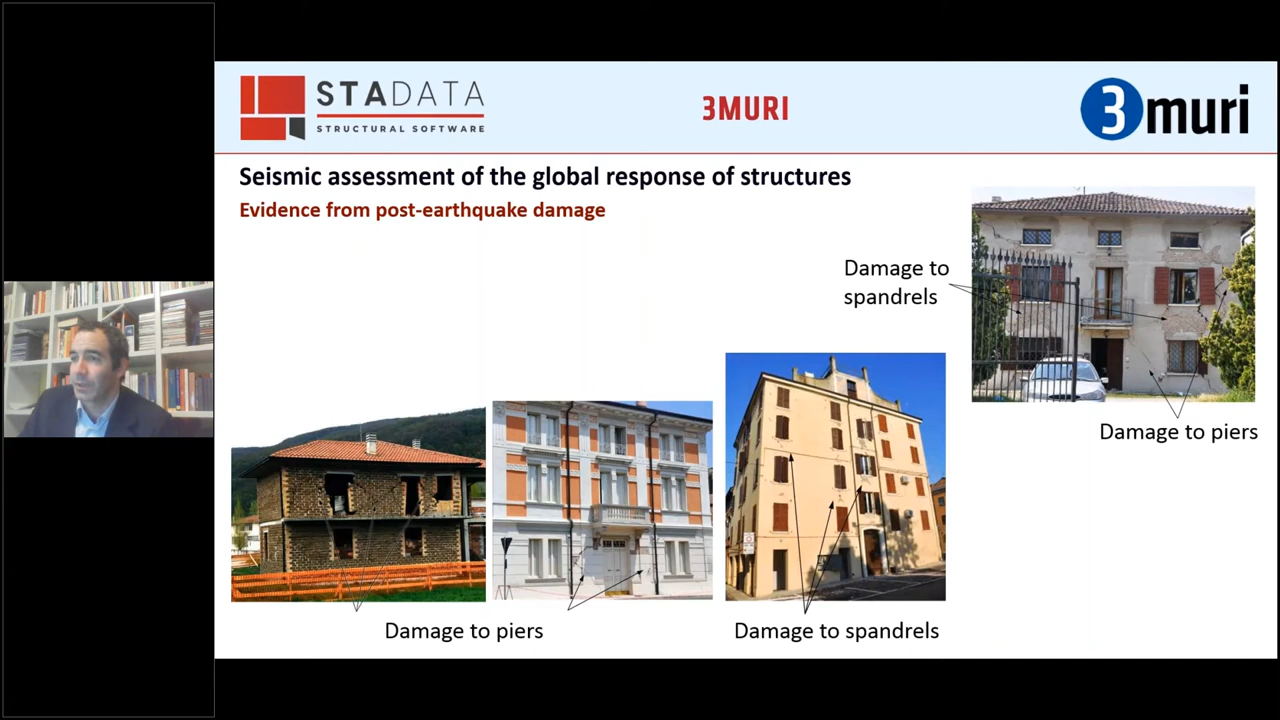 STADATA
STRUCTURAL SOFTWARE
3MURI
3muri
Seismic assessment of the global response of structures
Evidence from post-earthquake damage
Damage to
spandrels
Damage to piers
Damage to piers
Damage to spandrels